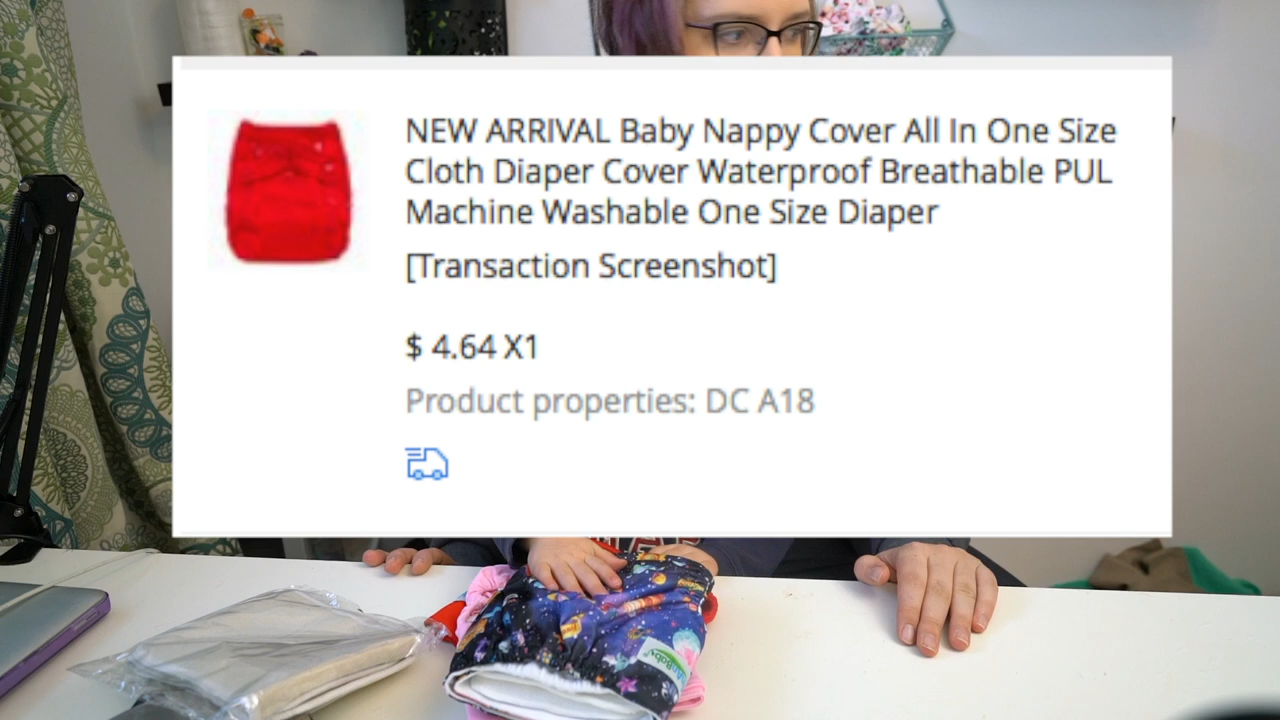 NEW ARRIVAL Baby Nappy Cover All In One Size
Cloth Diaper Cover Waterproof Breathable PUL
Machine Washable One Size Diaper
[Transaction Screenshot]
$ 4.64 X1
Product properties: DC A18